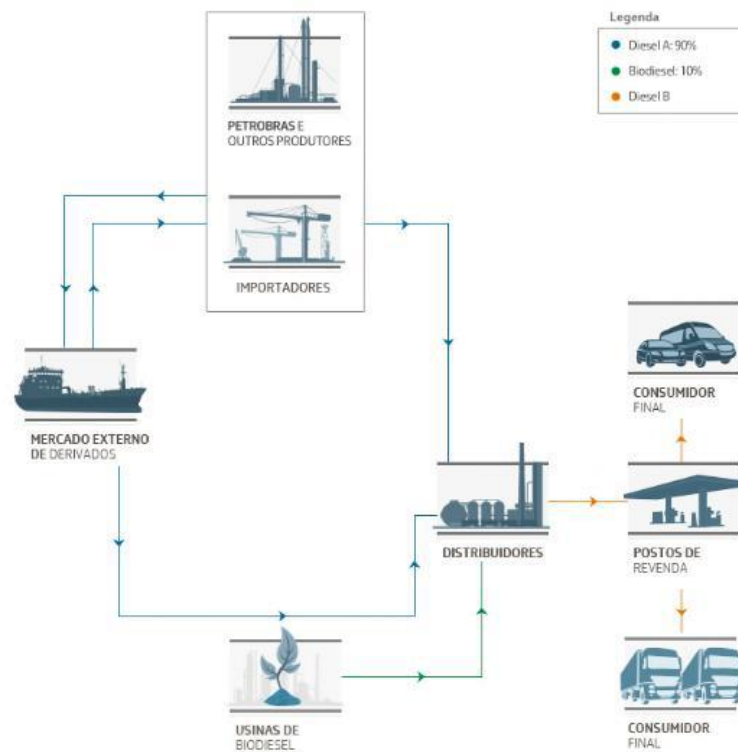 Legenda
Diesel A: 90%
Biodiesel: 10%
Diesel B
PETROBRAS E
OUTROS PRODUTORES
IMPORTADORES
MERCADO EXTERNO
DE DERIVADOS
CONSUMIDOR
FINAL
DISTRIBUIDORES
POSTOS DE
REVENDA
USINAS DE
BIODIESEL
CONSUMIDOR
FINAL